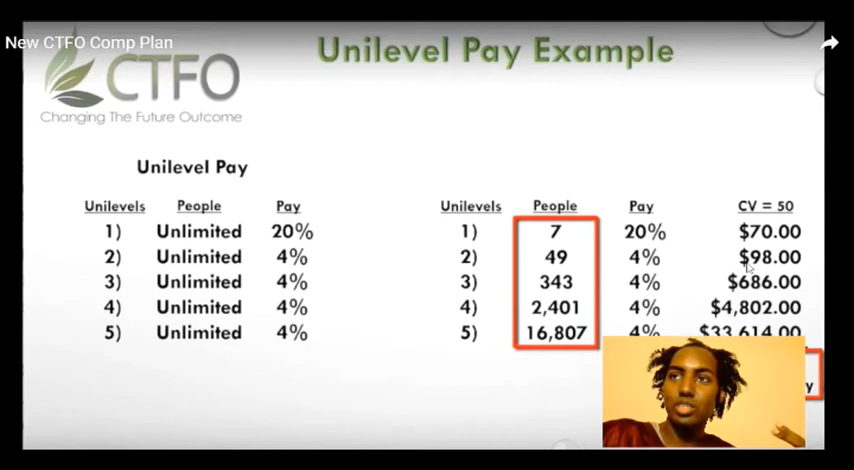 New CTFO Comp Plan
Unilevel Pay Example
CTFO
Changing The Future Outcome
Unilevel Pay
Unilevels People Pay
1) Unlimited 20%
2) Unlimited 4%
3) Unlimited 4%
4) Unlimited 4%
5) Unlimited 4%
Unilevels People Pay CV = 50
1) 7 20% $70.00
2) 49 4% $98.00
3) 343 4% $686.00
4) 2,401 4% $4,802.00
5) 16,807 4% $33,614.00
y